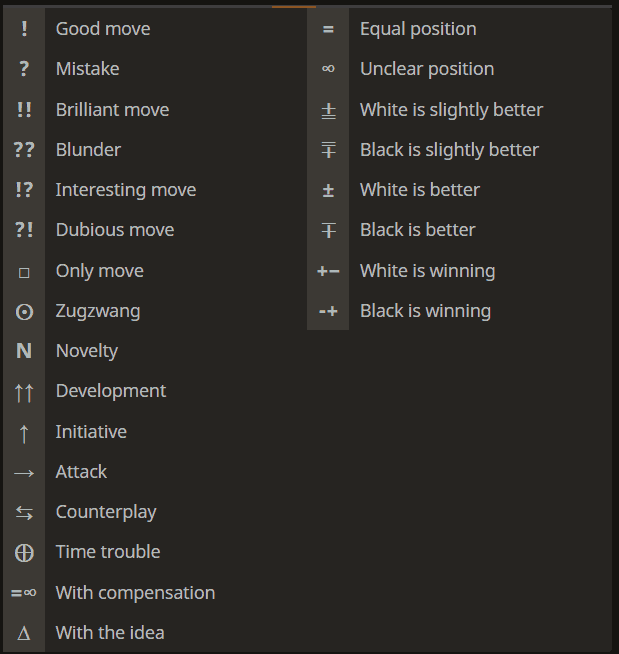 ! Good move
? Mistake
!! Brilliant move
?? Blunder
!? Interesting move
?! Dubious move
□ Only move
⨀ Zugzwang
N Novelty
↑↑ Development
↑ Initiative
→ Attack
⇆ Counterplay
⨁ Time trouble
=∞ With compensation
∆ With the idea
= Equal position
∞ Unclear position
⩲ White is slightly better
⩱ Black is slightly better
± White is better
∓ Black is better
+− White is winning
-+ Black is winning